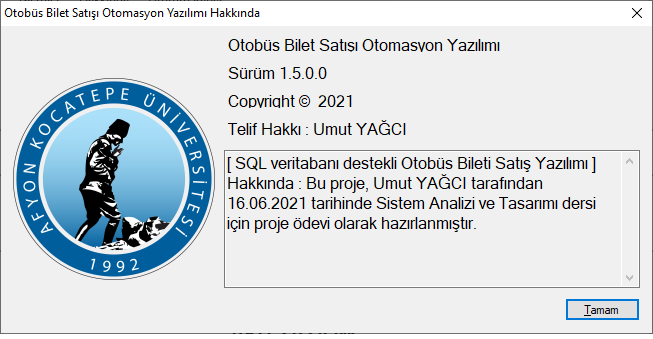 Otobüs Bilet Satışı Otomasyon Yazılımı Hakkında
Otobüs Bilet Satışı Otomasyon Yazılımı
Sürüm 1.5.0.0
Copyright © 2021
Telif Hakkı : Umut YAĞCI
AFYON KOCATEPE ÜNİVERSİTESİ
1992
[ SQL veritabanı destekli Otobüs Bileti Satış Yazılımı ]
Hakkında : Bu proje, Umut YAĞCI tarafından
16.06.2021 tarihinde Sistem Analizi ve Tasarımı dersi
için proje ödevi olarak hazırlanmıştır.
Tamam